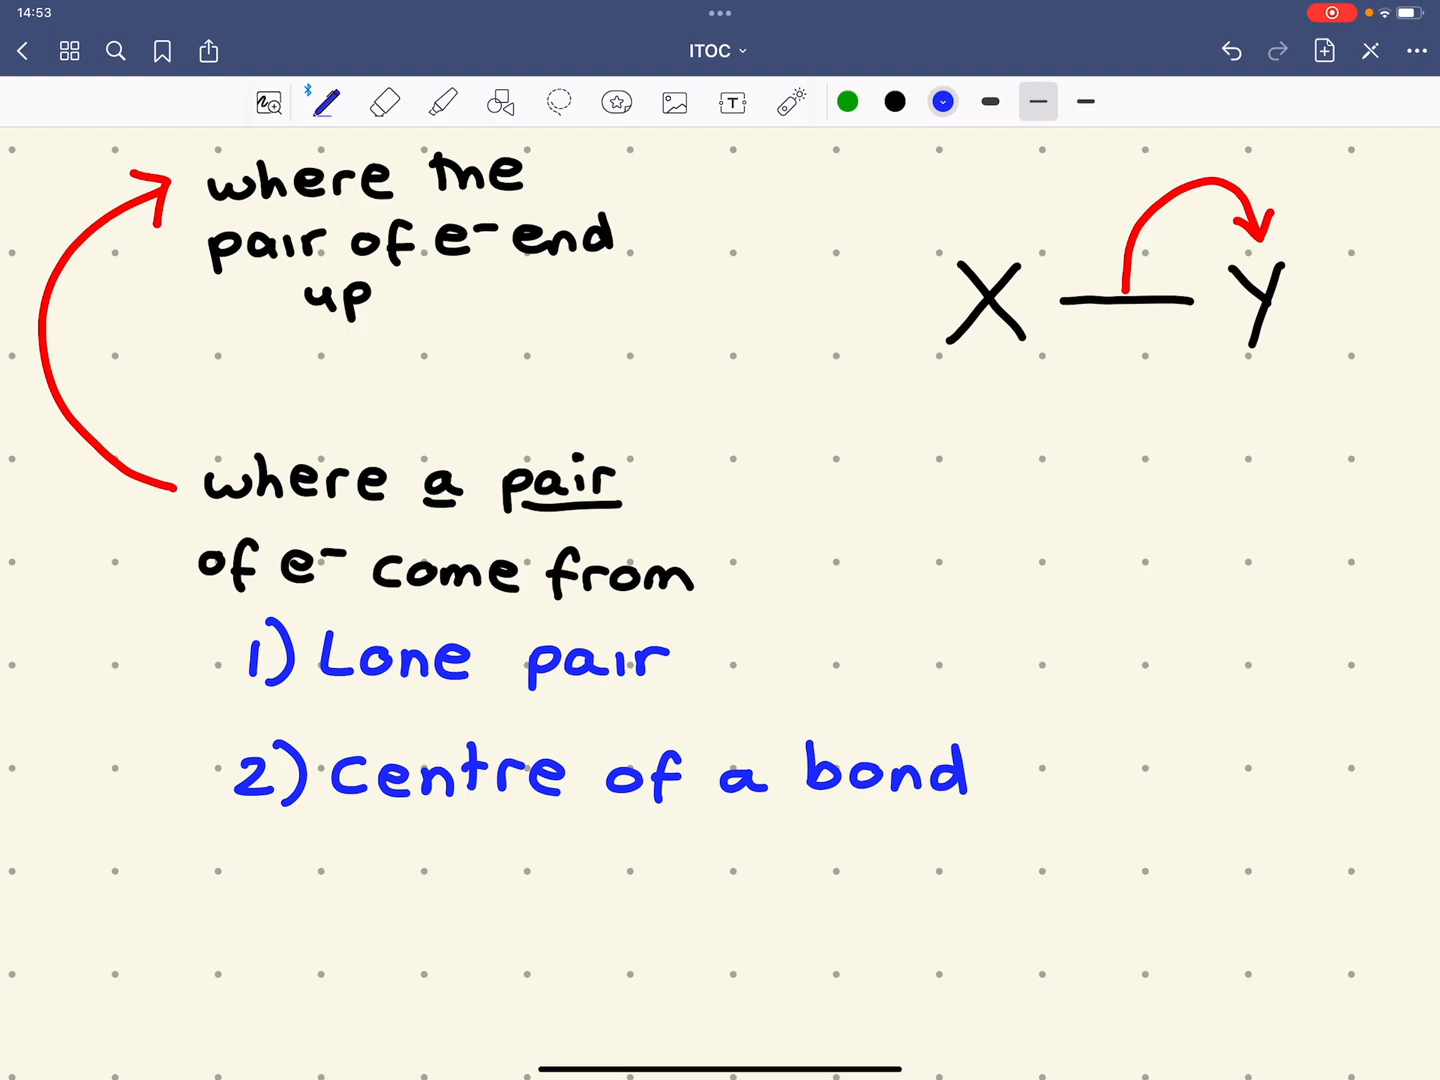 14:53
ITOC
T
where the
pair of e- end
up
X — Y
where a pair
of e- come from
1) Lone pair
2) Centre of a bond